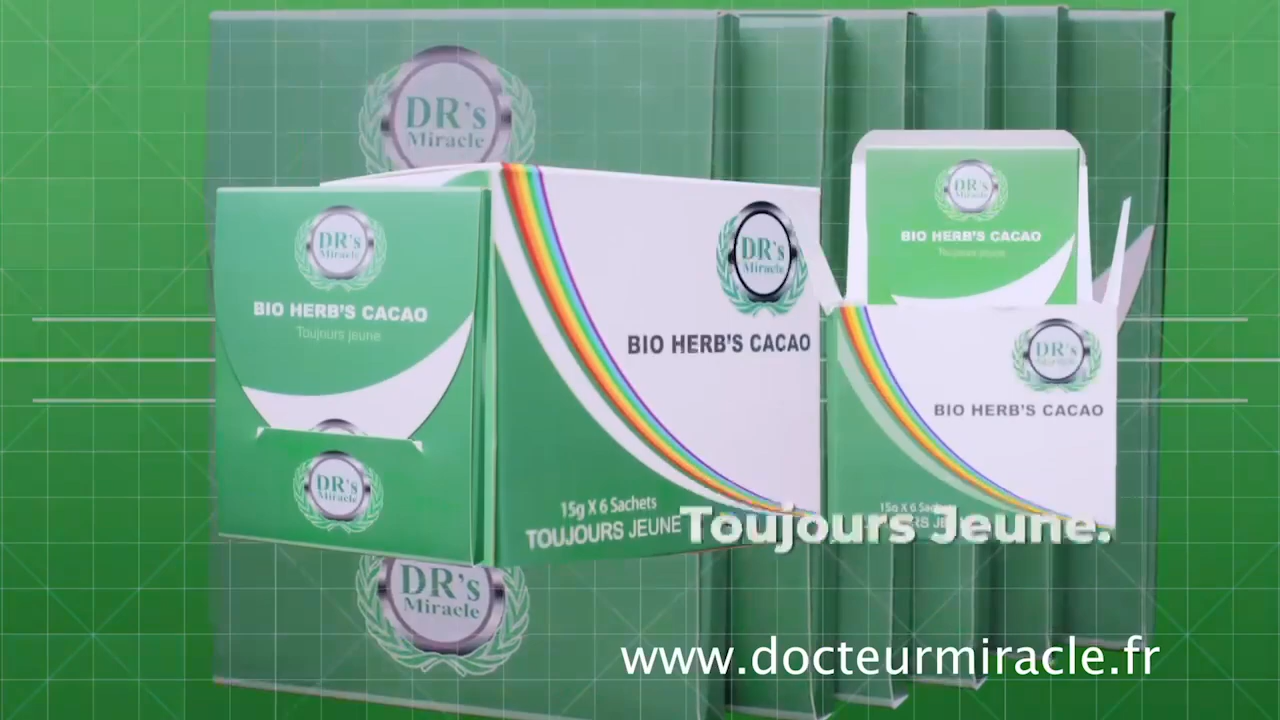 DR's
Miracle
DR's
Miracle
BIO HERB'S CACAO
Toujours jeune
DR's
Miracle
DR's
Miracle
BIO HERB'S CACAO
15g X 6 Sachets
TOUJOURS JEUNE
DR's
Miracle
BIO HERB'S CACAO
Toujours jeune
DR's
Miracle
BIO HERB'S CACAO
15g X 6 Sachets
Toujours Jeune.
DR's
Miracle
www.docteurmiracle.fr